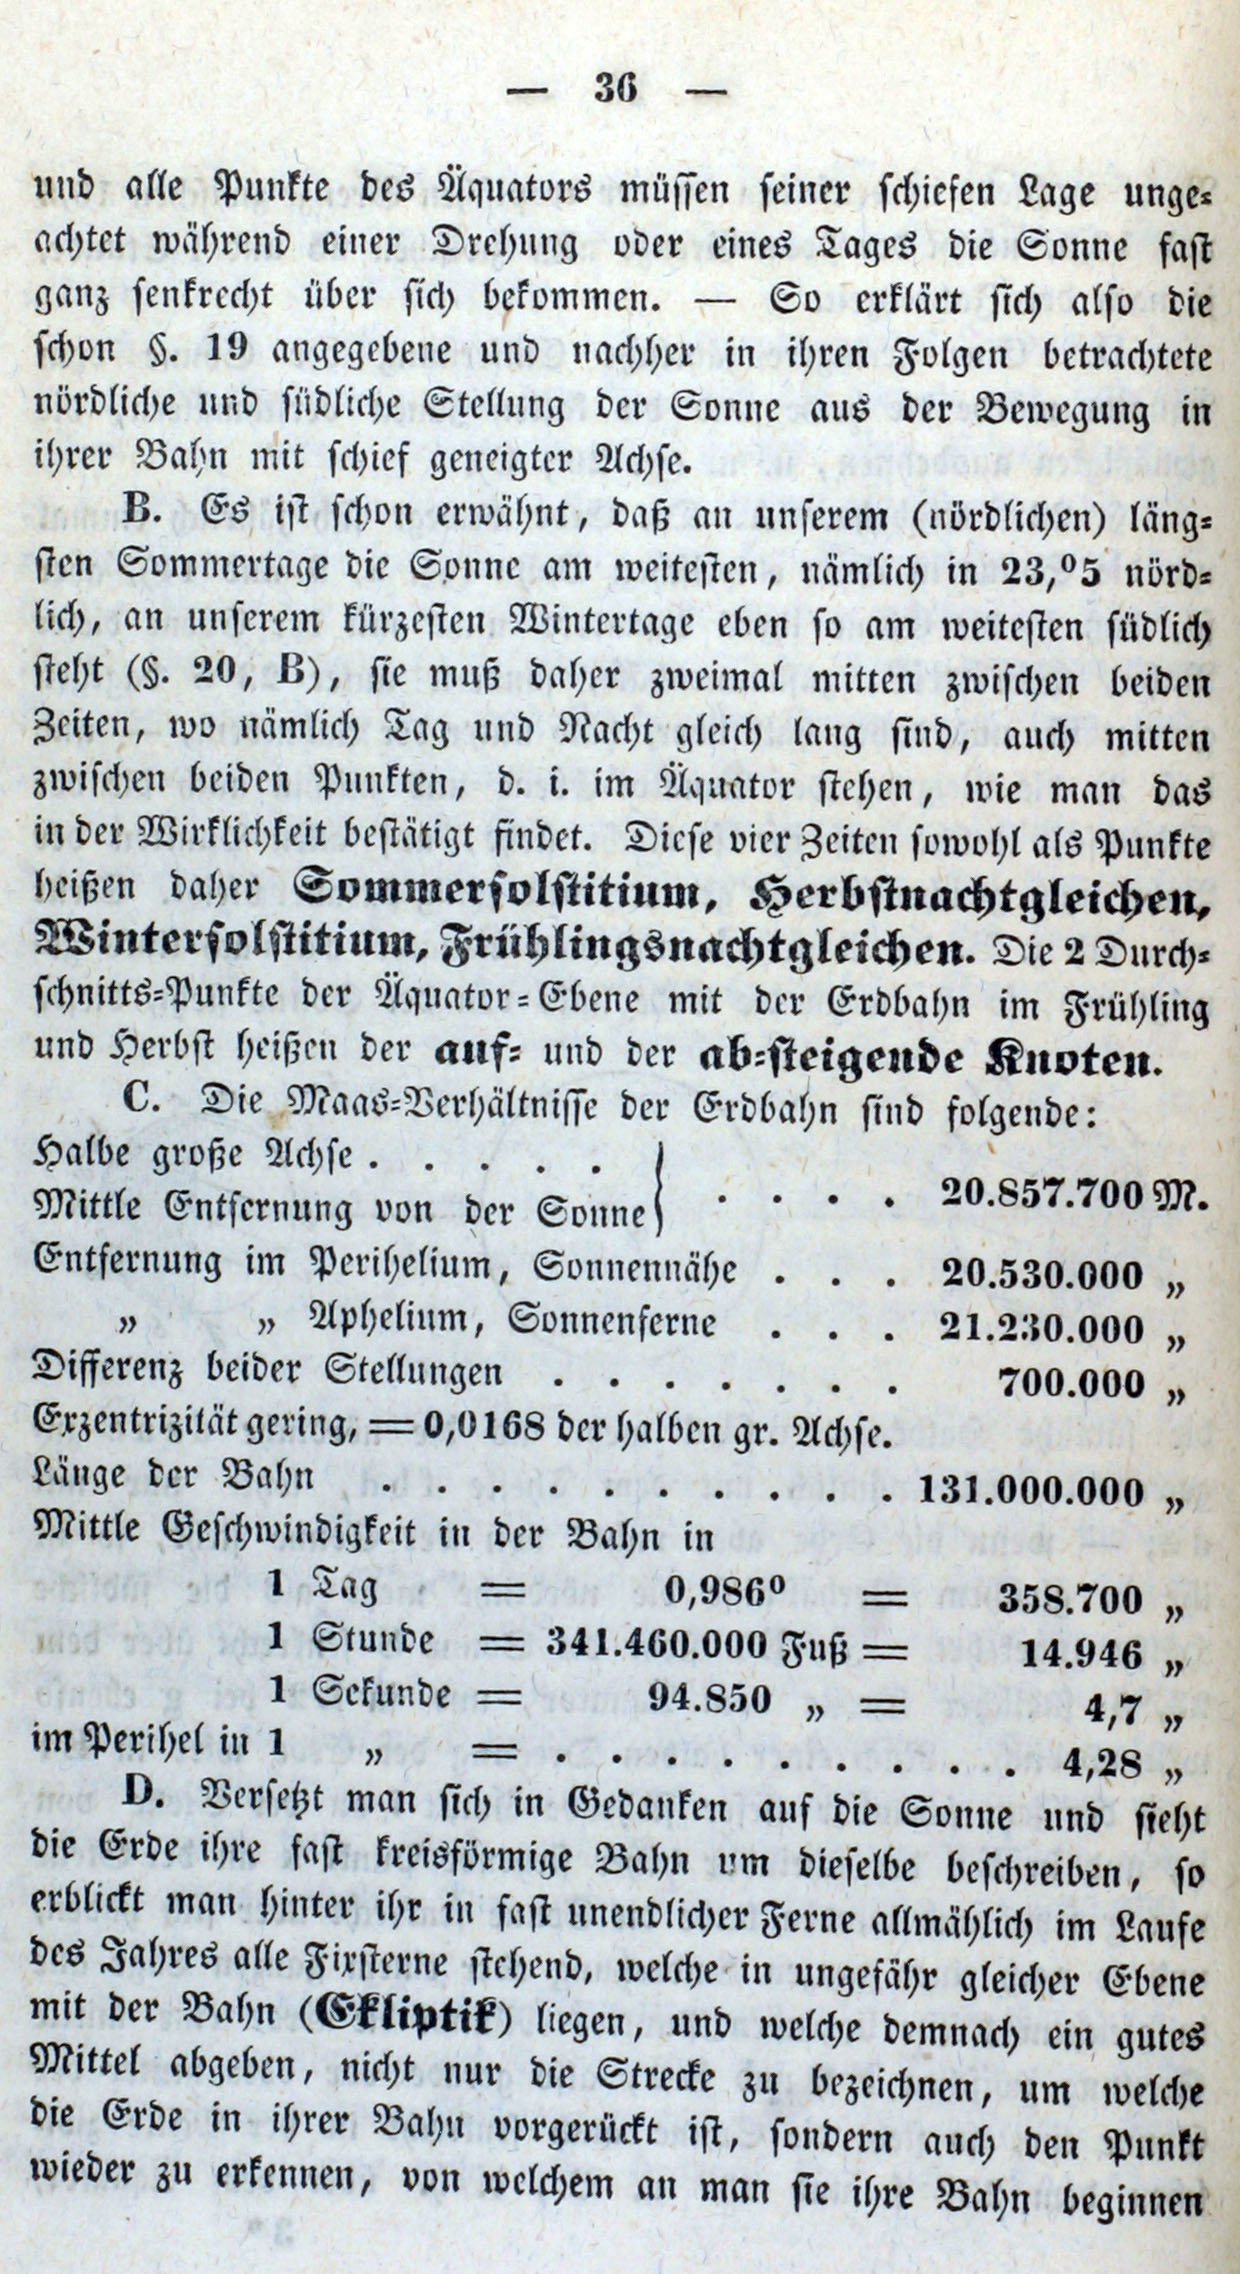 — 36 —
und alle Punkte des Äquators müssen seiner schiefen Lage unge-
achtet während einer Drehung oder eines Tages die Sonne fast
ganz senkrecht über sich bekommen. — So erklärt sich also die
schon §. 19 angegebene und nachher in ihren Folgen betrachtete
nördliche und südliche Stellung der Sonne aus der Bewegung in
ihrer Bahn mit schief geneigter Achse.
B. Es ist schon erwähnt, daß an unserem (nördlichen) läng-
sten Sommertage die Sonne am weitesten, nämlich in 23,⁰5 nörd-
lich, an unserem kürzesten Wintertage eben so am weitesten südlich
steht (§. 20, B), sie muß daher zweimal mitten zwischen beiden
Zeiten, wo nämlich Tag und Nacht gleich lang sind, auch mitten
zwischen beiden Punkten, d. i. im Äquator stehen, wie man das
in der Wirklichkeit bestätigt findet. Diese vier Zeiten sowohl als Punkte
heißen daher Sommersolstitium, Herbstnachtgleichen,
Wintersolstitium, Frühlingsnachtgleichen. Die 2 Durch-
schnitts-Punkte der Äquator-Ebene mit der Erdbahn im Frühling
und Herbst heißen der auf- und der ab-steigende Knoten.
C. Die Maas-Verhältnisse der Erdbahn sind folgende:
Halbe große Achse . . . . .
Mittle Entfernung von der Sonne } . . . . 20.857.700 M.
Entfernung im Perihelium, Sonnennähe . . . 20.530.000 „
„ „ Aphelium, Sonnenferne . . . 21.230.000 „
Differenz beider Stellungen . . . . . . . 700.000 „
Erzentrizität gering, = 0,0168 der halben gr. Achse.
Länge der Bahn . . . . . . . . . . 131.000.000 „
Mittle Geschwindigkeit in der Bahn in
1 Tag = 0,986⁰ = 358.700 „
1 Stunde = 341.460.000 Fuß = 14.946 „
1 Sekunde = 94.850 „ = 4,7 „
im Perihel in 1 „ = . . . . . . . . . 4,28 „
D. Versetzt man sich in Gedanken auf die Sonne und sieht
die Erde ihre fast kreisförmige Bahn um dieselbe beschreiben, so
erblickt man hinter ihr in fast unendlicher Ferne allmählich im Laufe
des Jahres alle Fixsterne stehend, welche in ungefähr gleicher Ebene
mit der Bahn (Ekliptik) liegen, und welche demnach ein gutes
Mittel abgeben, nicht nur die Strecke zu bezeichnen, um welche
die Erde in ihrer Bahn vorgerückt ist, sondern auch den Punkt
wieder zu erkennen, von welchem an man sie ihre Bahn beginnen